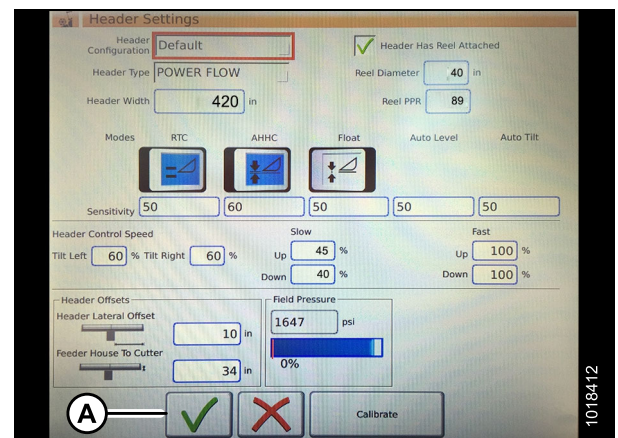 Header Settings
Header Configuration Default
Header Has Reel Attached
Header Type POWER FLOW
Reel Diameter 40 in
Header Width 420 in
Reel PPR 89
Modes RTC AHHC Float Auto Level Auto Tilt
Sensitivity 50 60 50 50 50
Header Control Speed Slow Fast
Tilt Left 60 % Tilt Right 60 % Up 45 % Up 100 %
Down 40 % Down 100 %
Header Offsets Field Pressure
Header Lateral Offset 10 in 1647 psi
Feeder House To Cutter 34 in 0%
A Calibrate
1018412